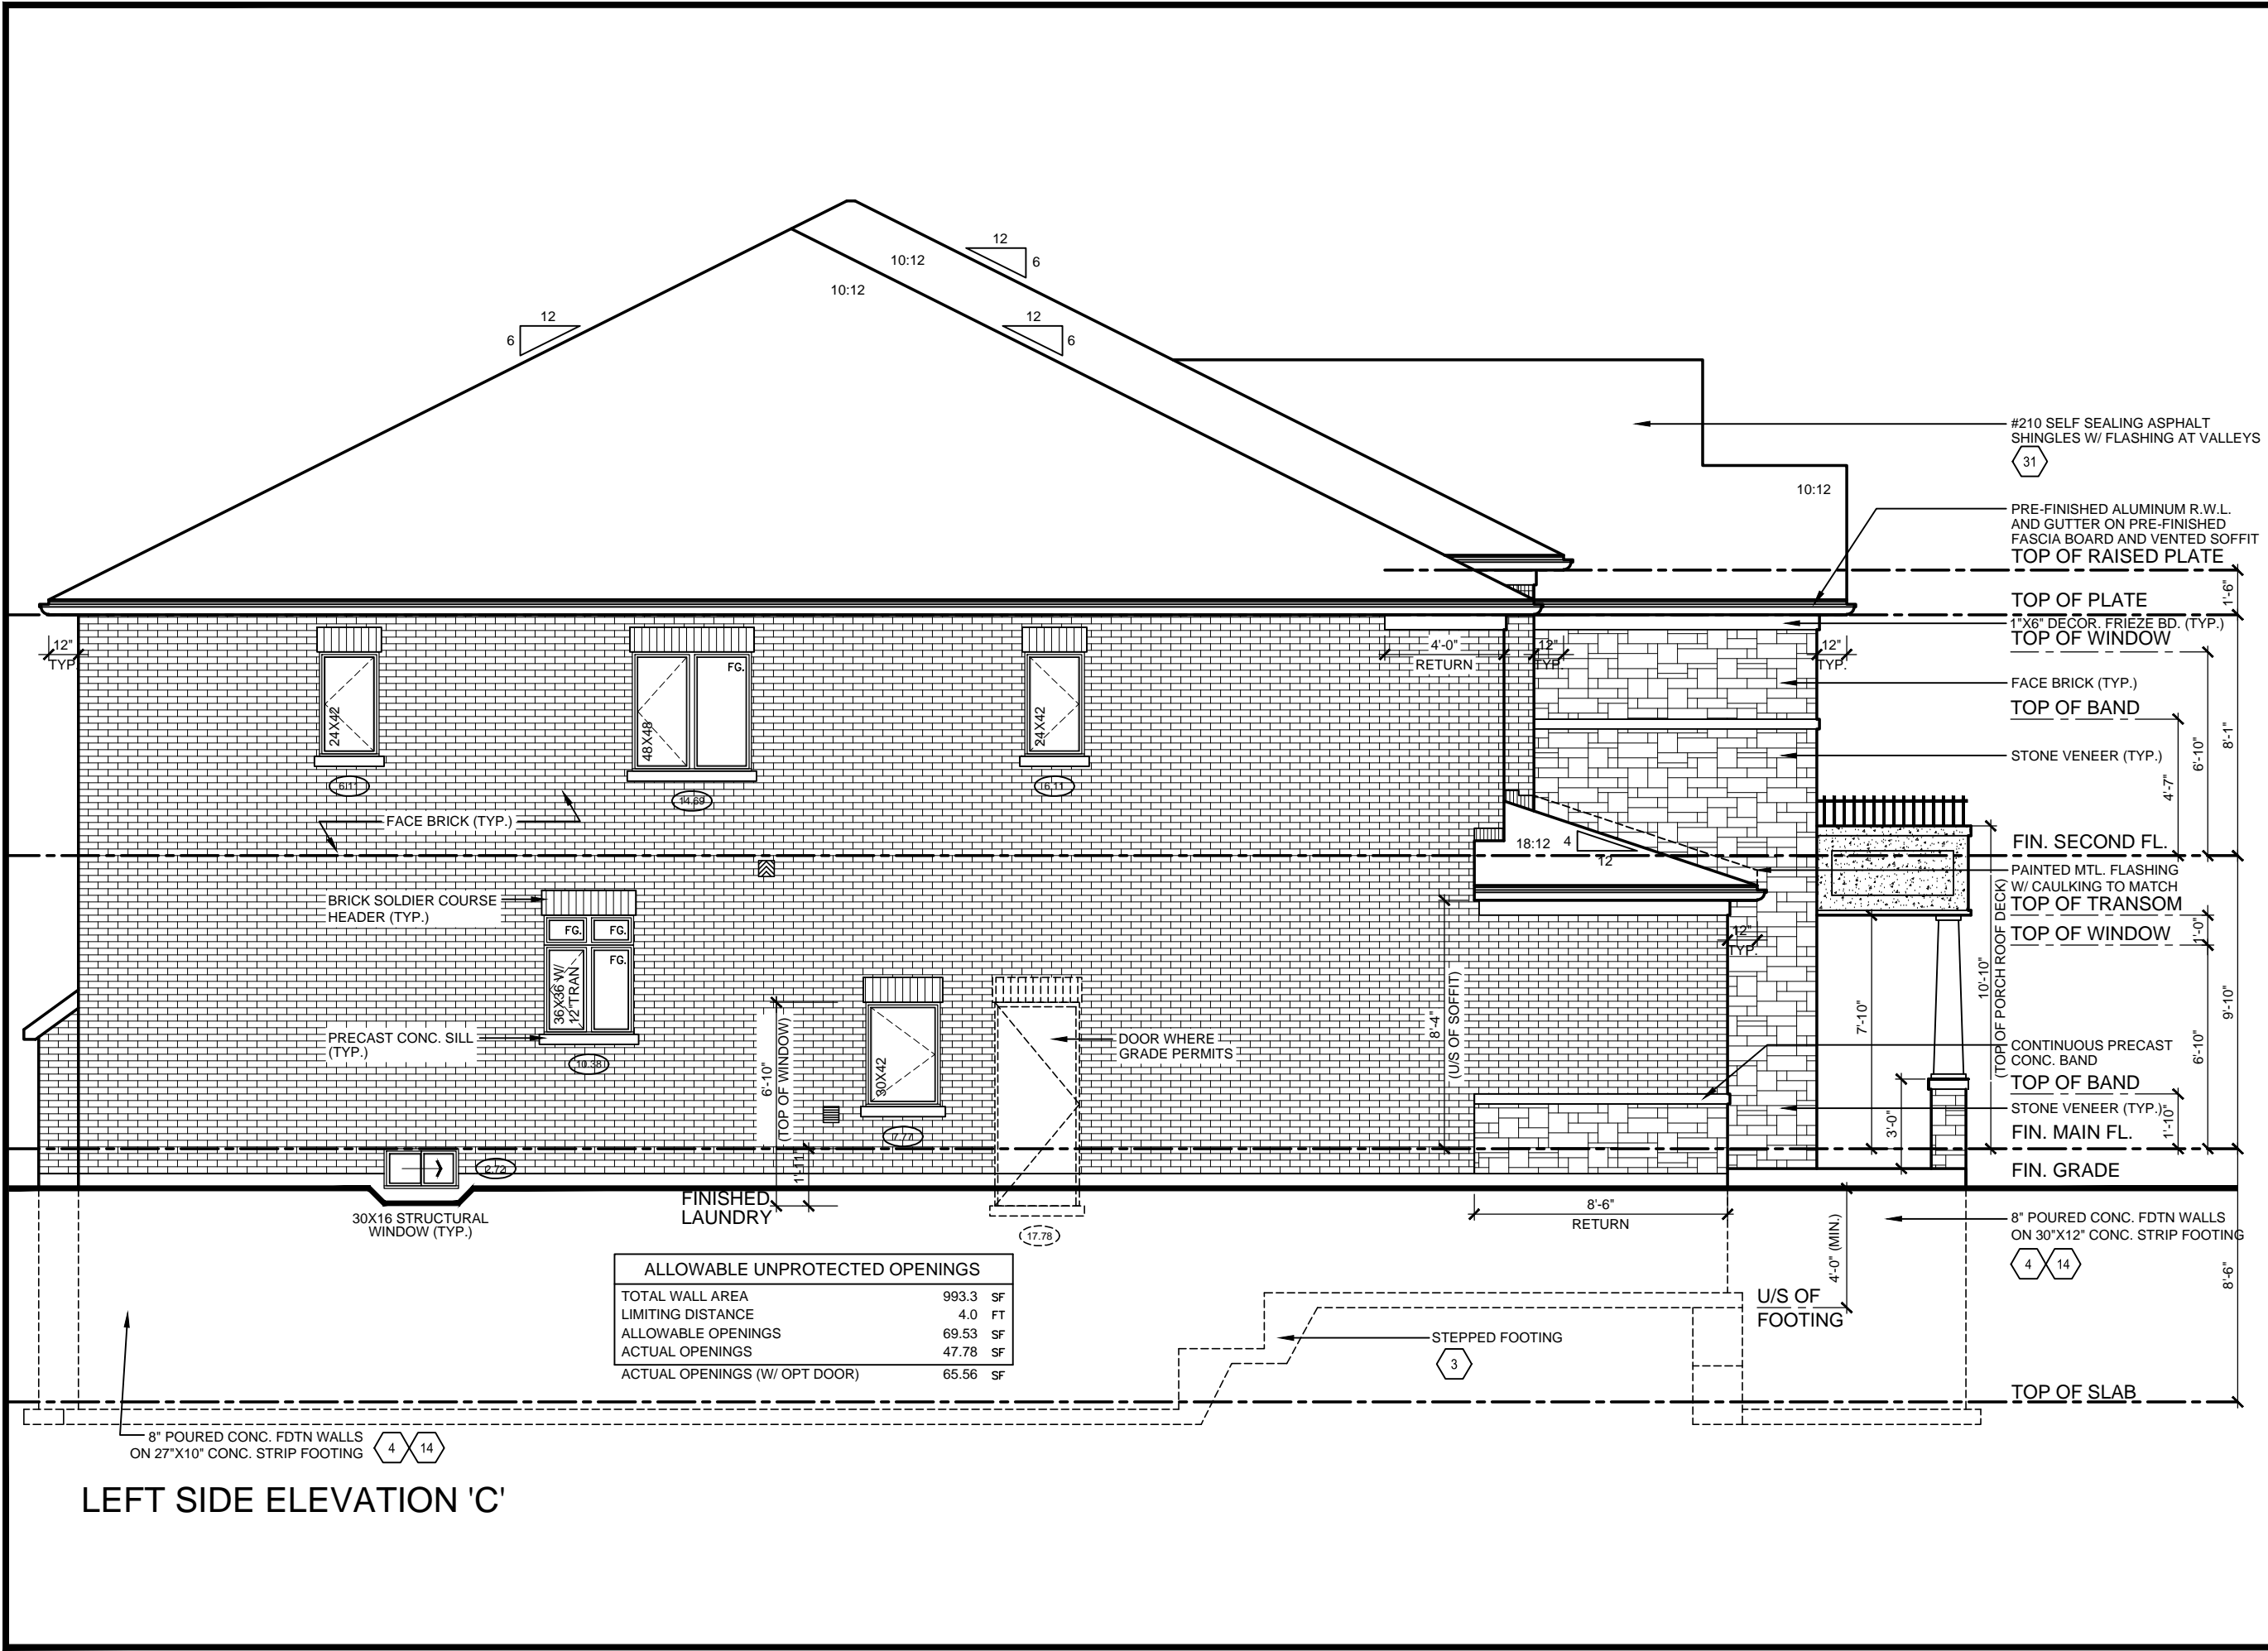 12
6
10:12
10:12
12
6
12
6
#210 SELF SEALING ASPHALT
SHINGLES W/ FLASHING AT VALLEYS
31
10:12
PRE-FINISHED ALUMINUM R.W.L.
AND GUTTER ON PRE-FINISHED
FASCIA BOARD AND VENTED SOFFIT
TOP OF RAISED PLATE
1'-6"
TOP OF PLATE
1"X6" DECOR. FRIEZE BD. (TYP.)
TOP OF WINDOW
12"
TYP.
4'-0"
RETURN
12"
TYP.
12"
TYP.
FG.
24X42
48X48
24X42
FACE BRICK (TYP.)
TOP OF BAND
STONE VENEER (TYP.)
4'-7"
6'-10"
8'-1"
6.11
14.69
6.11
FACE BRICK (TYP.)
18:12
4
12
FIN. SECOND FL.
PAINTED MTL. FLASHING
W/ CAULKING TO MATCH
TOP OF TRANSOM
1'-0"
TOP OF WINDOW
BRICK SOLDIER COURSE
HEADER (TYP.)
FG.
FG.
FG.
36X36 W/
12"TRAN
12"
TYP.
PRECAST CONC. SILL
(TYP.)
10.38
6'-10"
(TOP OF WINDOW)
30X42
7.77
DOOR WHERE
GRADE PERMITS
8'-4"
(U/S OF SOFFIT)
7'-10"
10'-10"
(TOP OF PORCH ROOF DECK)
6'-10"
9'-10"
CONTINUOUS PRECAST
CONC. BAND
TOP OF BAND
STONE VENEER (TYP.)
3'-0"
1'-10"
FIN. MAIN FL.
FIN. GRADE
2.72
1'-11"
30X16 STRUCTURAL
WINDOW (TYP.)
FINISHED
LAUNDRY
17.78
8'-6"
RETURN
4'-0" (MIN.)
8" POURED CONC. FDTN WALLS
ON 30"X12" CONC. STRIP FOOTING
4
14
8'-6"
U/S OF
FOOTING
ALLOWABLE UNPROTECTED OPENINGS
TOTAL WALL AREA 993.3 SF
LIMITING DISTANCE 4.0 FT
ALLOWABLE OPENINGS 69.53 SF
ACTUAL OPENINGS 47.78 SF
ACTUAL OPENINGS (W/ OPT DOOR) 65.56 SF
STEPPED FOOTING
3
TOP OF SLAB
8" POURED CONC. FDTN WALLS
ON 27"X10" CONC. STRIP FOOTING
4
14
LEFT SIDE ELEVATION 'C'